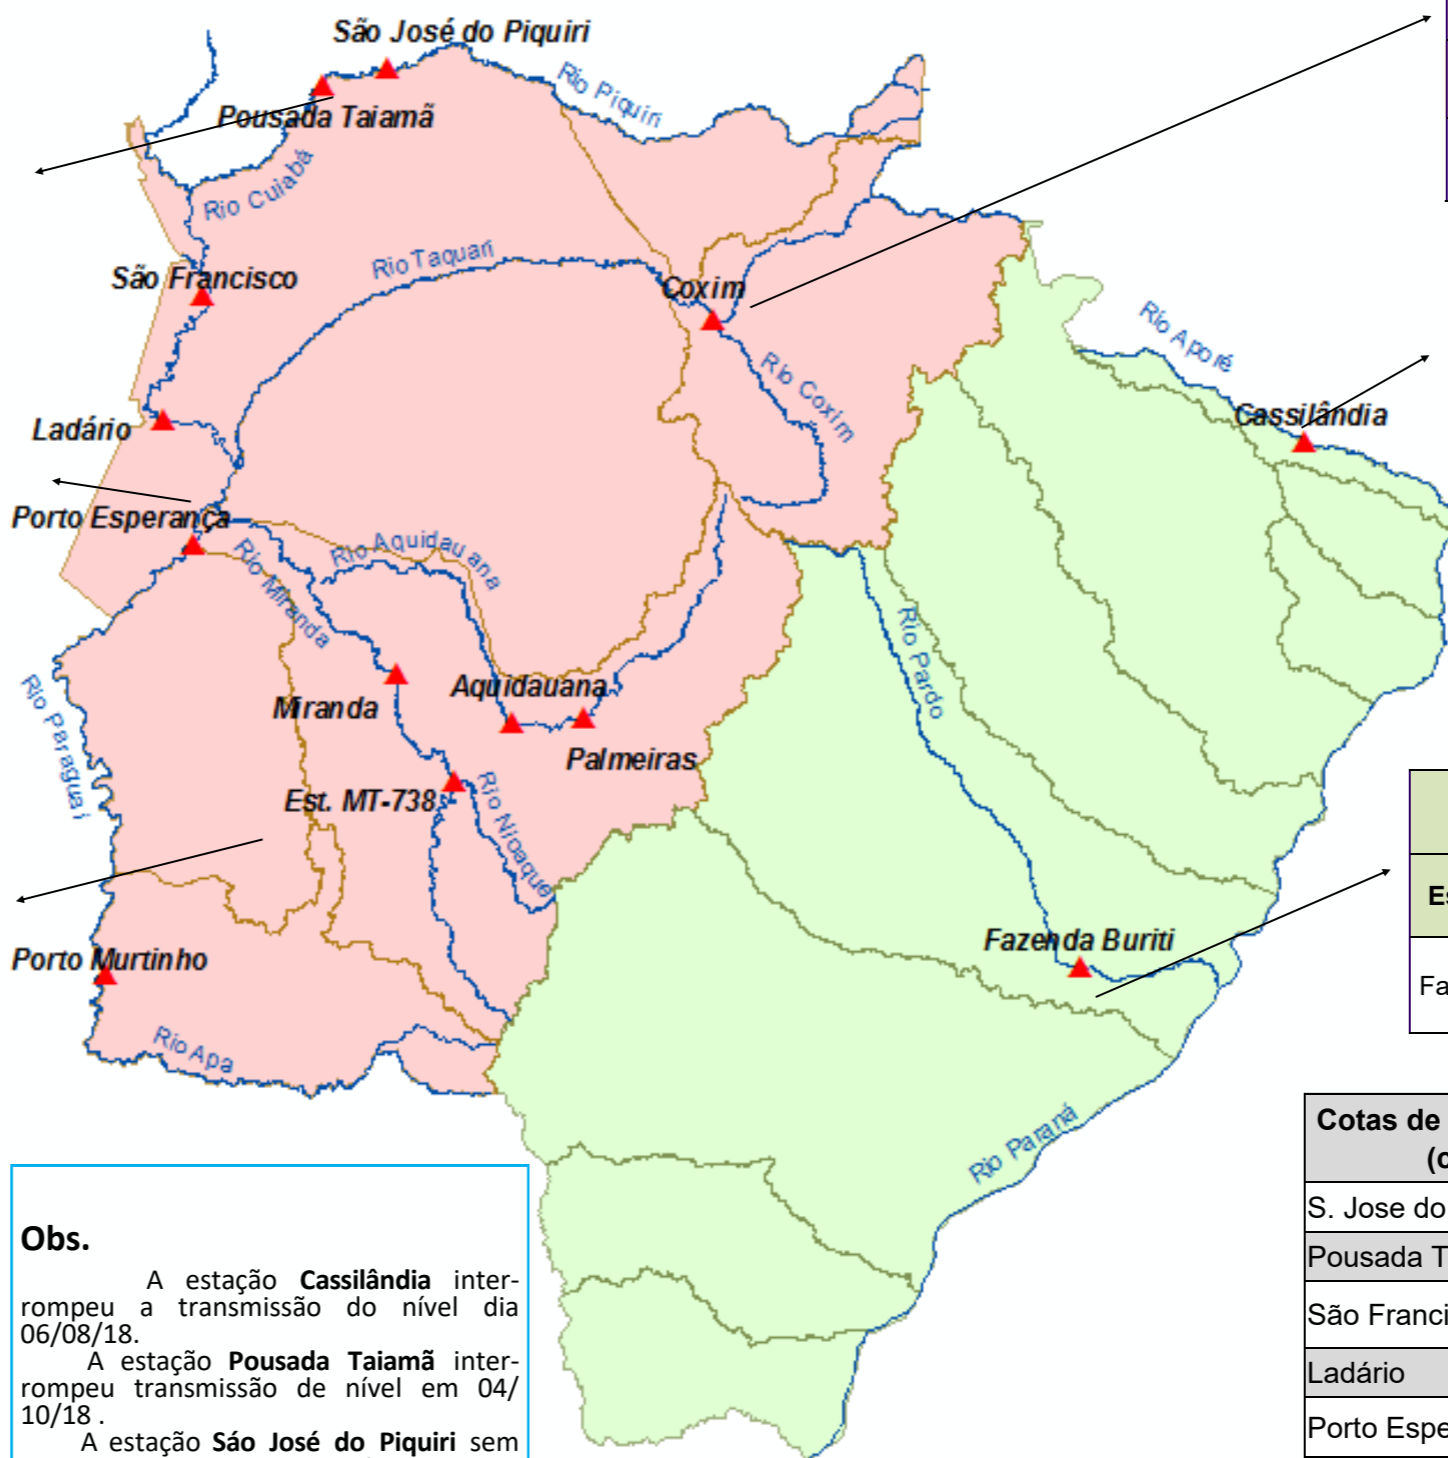 São José do Piquiri
Rio Piquiri
Pousada Taiamã
Rio Cuiabá
Rio Taquari
São Francisco
Coxim
Rio Aporé
Rio Coxim
Cassilândia
Ladário
Porto Esperança
Rio Aquidauana
Rio Miranda
Rio Pardo
Aquidauana
Miranda
Rio Paraguai
Palmeiras
Est. MT-738
Rio Nioaque
Fazenda Buriti
Porto Murtinho
Rio Apa
Rio Paraná
Es
Fa
Cotas de
(c
S. Jose do
Pousada T
São Franci
Ladário
Porto Espe
Obs.
A estação Cassilândia inter-
rompeu a transmissão do nível dia
06/08/18.
A estação Pousada Taiamã inter-
rompeu transmissão de nível em 04/
10/18 .
A estação Sáo José do Piquiri sem